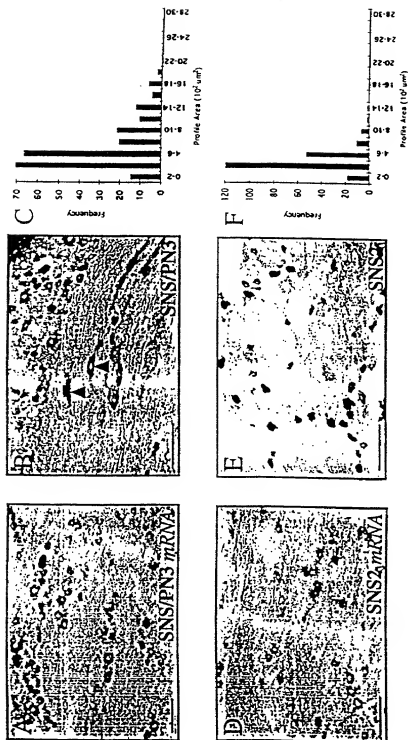 A
SNS/PN3 mRNA
B
SNS/PN3
C
Frequency
70
60
50
40
30
20
10
0
0-2
4-6
8-10
12-14
16-18
20-22
24-26
28-30
Profile Area (10² um²)
D
SNS2 mRNA
E
SNS2
F
Frequency
120
100
80
60
40
20
0
0-2
4-6
8-10
12-14
16-18
20-22
24-26
28-30
Profile Area (10² um²)